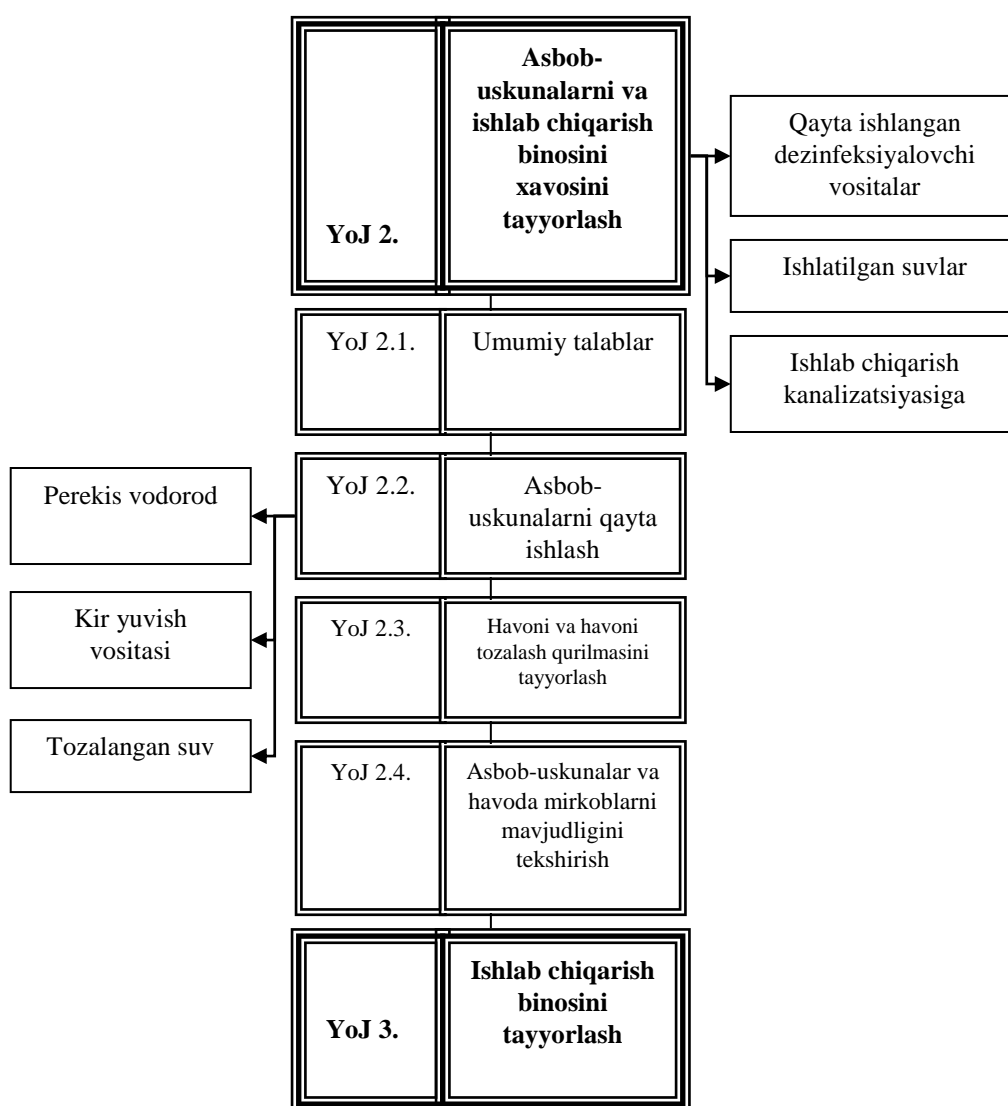 YoJ 2.
Asbob-
uskunalarni va
ishlab chiqarish
binosini
xavosini
tayyorlash
Qayta ishlangan
dezinfeksiyalovchi
vositalar
Ishlatilgan suvlar
Ishlab chiqarish
kanalizatsiyasiga
YoJ 2.1.
Umumiy talablar
YoJ 2.2.
Asbob-
uskunalarni qayta
ishlash
Perekis vodorod
Kir yuvish
vositasi
Tozalangan suv
YoJ 2.3.
Havoni va havoni
tozalash qurilmasini
tayyorlash
YoJ 2.4.
Asbob-uskunalar va
havoda mirkoblarni
mavjudligini
tekshirish
YoJ 3.
Ishlab chiqarish
binosini
tayyorlash